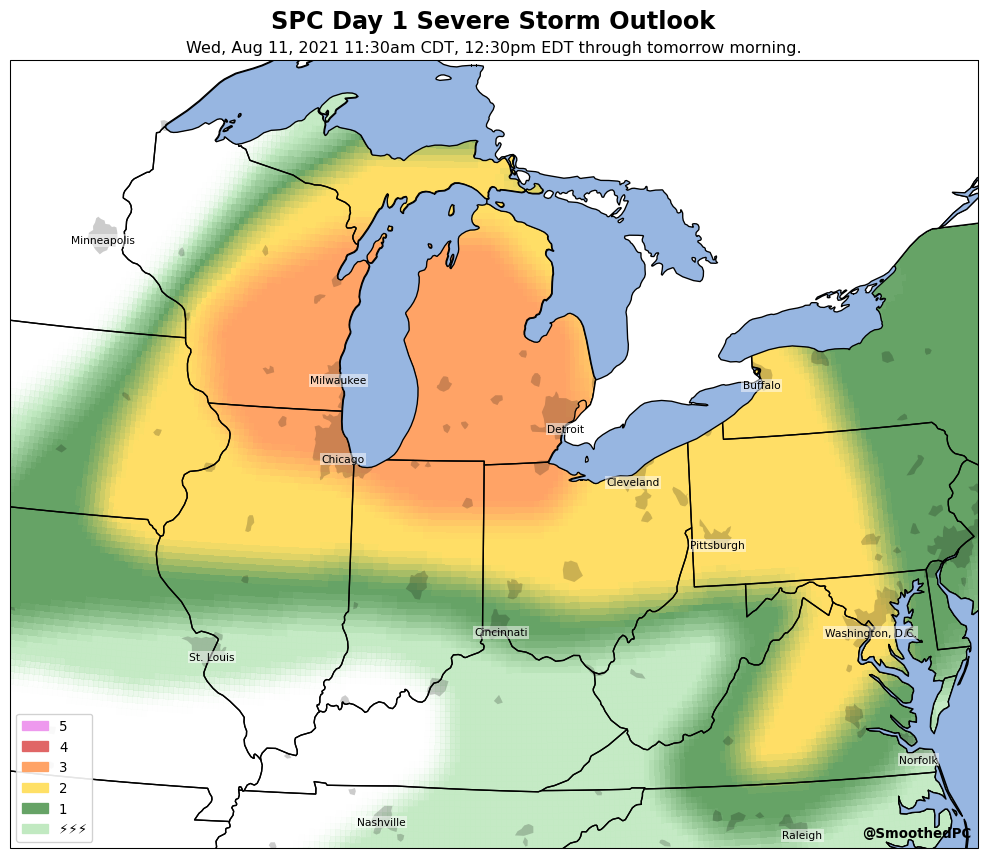 SPC Day 1 Severe Storm Outlook
Wed, Aug 11, 2021 11:30am CDT, 12:30pm EDT through tomorrow morning.
Minneapolis
Milwaukee
Buffalo
Detroit
Chicago
Cleveland
Pittsburgh
Cincinnati
Washington, D.C.
St. Louis
Norfolk
Nashville
Raleigh
5
4
3
2
1
⚡⚡⚡
@SmoothedPC